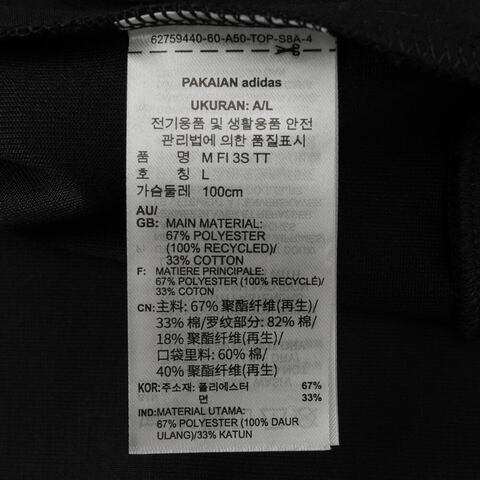 62759440-60-A50-TOP-S8A-4
PAKAIAN adidas
UKURAN: A/L
전기용품 및 생활용품 안전
관리법에 의한 품질표시
품 명 M FI 3S TT
호 칭 L
가슴둘레 100cm
AU/
GB: MAIN MATERIAL:
67% POLYESTER
(100% RECYCLED)/
33% COTTON
F: MATIERE PRINCIPALE:
67% POLYESTER (100% RECYCLÉ)/
33% COTON
CN: 主料: 67% 聚酯纤维(再生)/
33% 棉/罗纹部分: 82% 棉/
18% 聚酯纤维(再生)/
口袋里料: 60% 棉/
40% 聚酯纤维(再生)
KOR: 주소재: 폴리에스터 67%
면 33%
IND: MATERIAL UTAMA:
67% POLYESTER (100% DAUR
ULANG)/33% KATUN